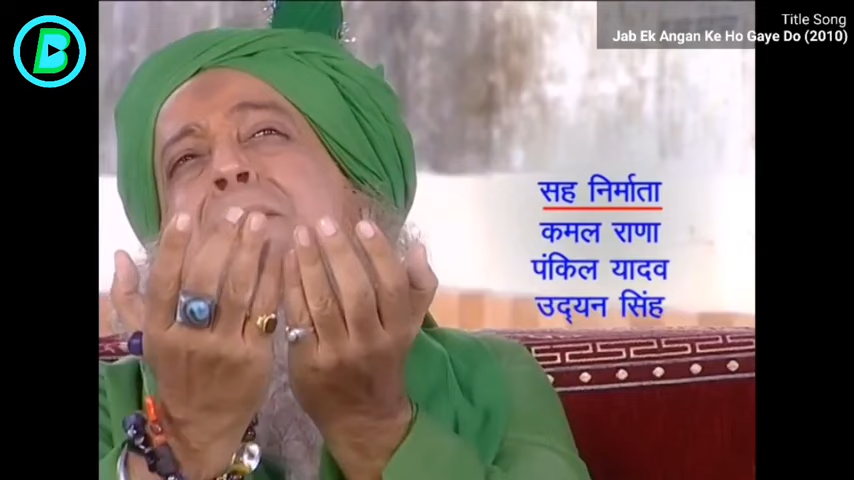 Title Song
Jab Ek Angan Ke Ho Gaye Do (2010)
सह निर्माता
कमल राणा
पंकिल यादव
उद्‌यन सिंह